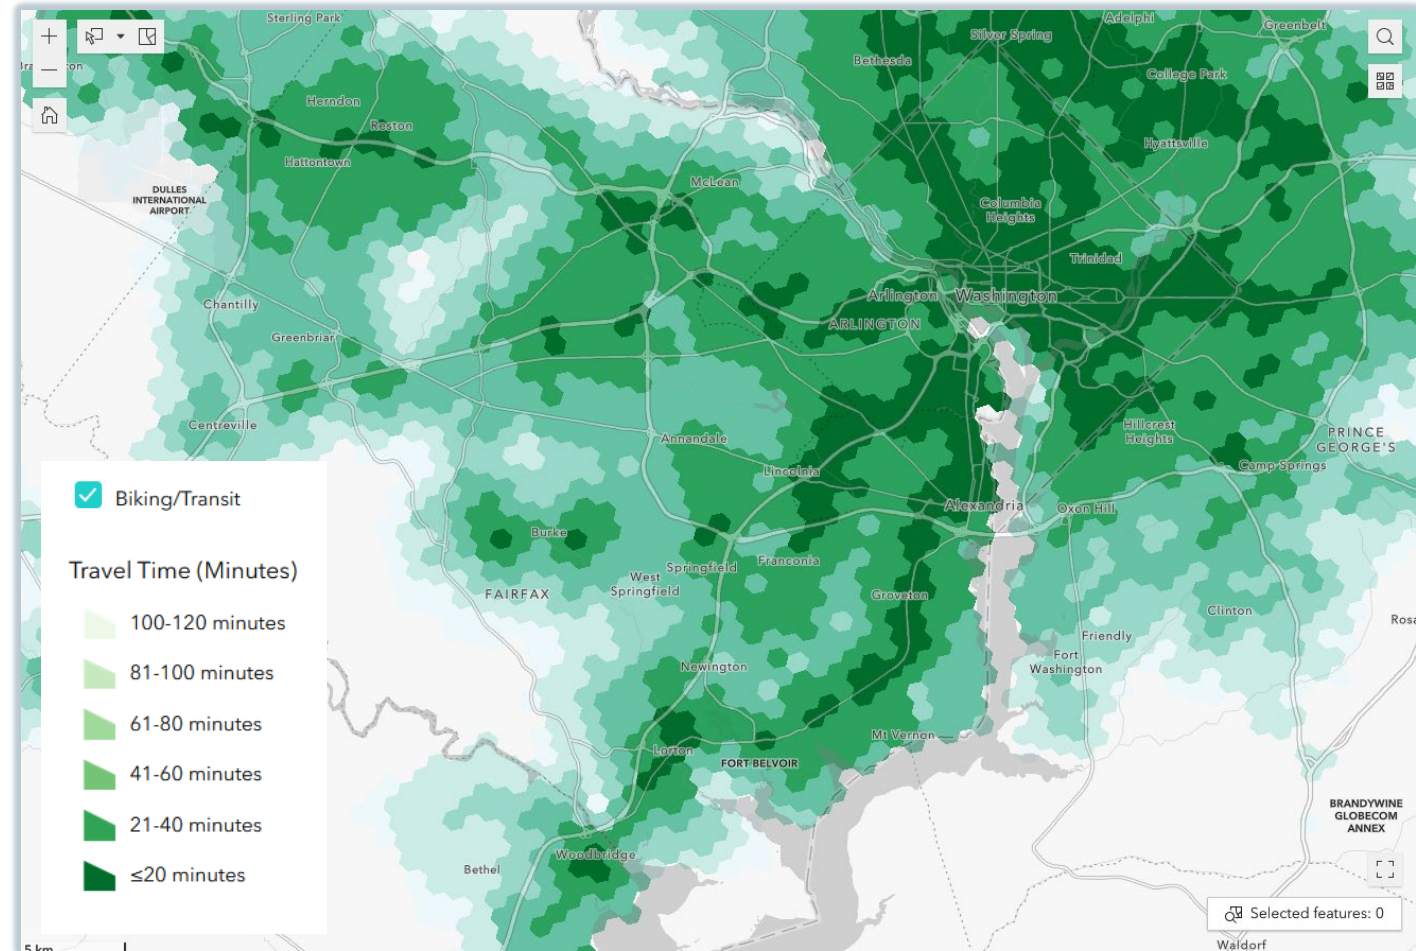 Sterling Park
Adelphi
Greenbelt
Silver Spring
Bethesda
College Park
Herndon
Reston
Hyattsville
Hattontown
McLean
DULLES
INTERNATIONAL
AIRPORT
Columbia
Heights
Trinidad
Chantilly
Arlington
Washington
ARLINGTON
Greenbriar
Centreville
Annandale
Hillcrest
Heights
PRINCE
GEORGE'S
Lincolnia
Camp Springs
Biking/Transit
Alexandria
Oxon Hill
Burke
Travel Time (Minutes)
Springfield
Franconia
West
Springfield
FAIRFAX
Groveton
100-120 minutes
Clinton
Rosa
Friendly
Fort
Washington
81-100 minutes
Newington
61-80 minutes
Mt Vernon
Lorton
FORT BELVOIR
41-60 minutes
21-40 minutes
BRANDYWINE
GLOBECOM
ANNEX
Woodbridge
Bethel
≤20 minutes
Selected features: 0
5 km
Waldorf